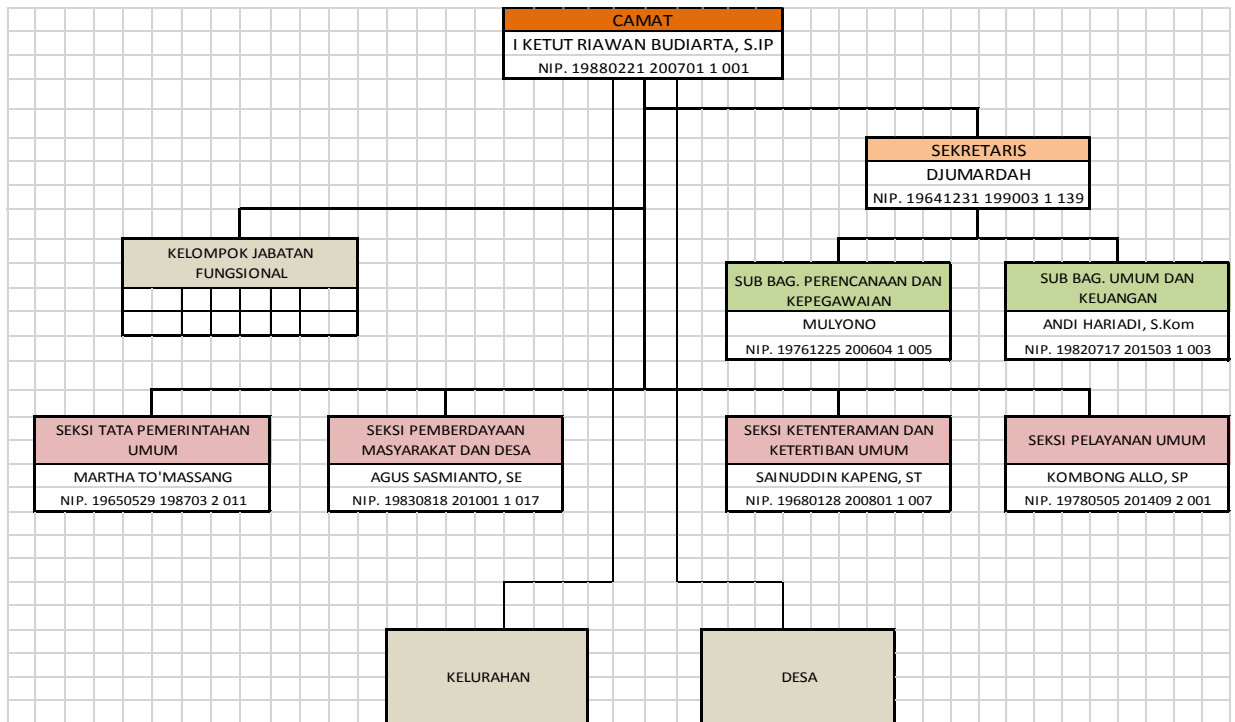 CAMAT
I KETUT RIAWAN BUDIARTA, S.IP
NIP. 19880221 200701 1 001
SEKRETARIS
DJUMARDAH
NIP. 19641231 199003 1 139
KELOMPOK JABATAN
FUNGSIONAL
SUB BAG. PERENCANAAN DAN
KEPEGAWAIAN
MULYONO
NIP. 19761225 200604 1 005
SUB BAG. UMUM DAN
KEUANGAN
ANDI HARIADI, S.Kom
NIP. 19820717 201503 1 003
SEKSI TATA PEMERINTAHAN
UMUM
MARTHA TO'MASSANG
NIP. 19650529 198703 2 011
SEKSI PEMBERDAYAAN
MASYARAKAT DAN DESA
AGUS SASMIANTO, SE
NIP. 19830818 201001 1 017
SEKSI KETENTERAMAN DAN
KETERTIBAN UMUM
SAINUDDIN KAPENG, ST
NIP. 19680128 200801 1 007
SEKSI PELAYANAN UMUM
KOMBONG ALLO, SP
NIP. 19780505 201409 2 001
KELURAHAN
DESA